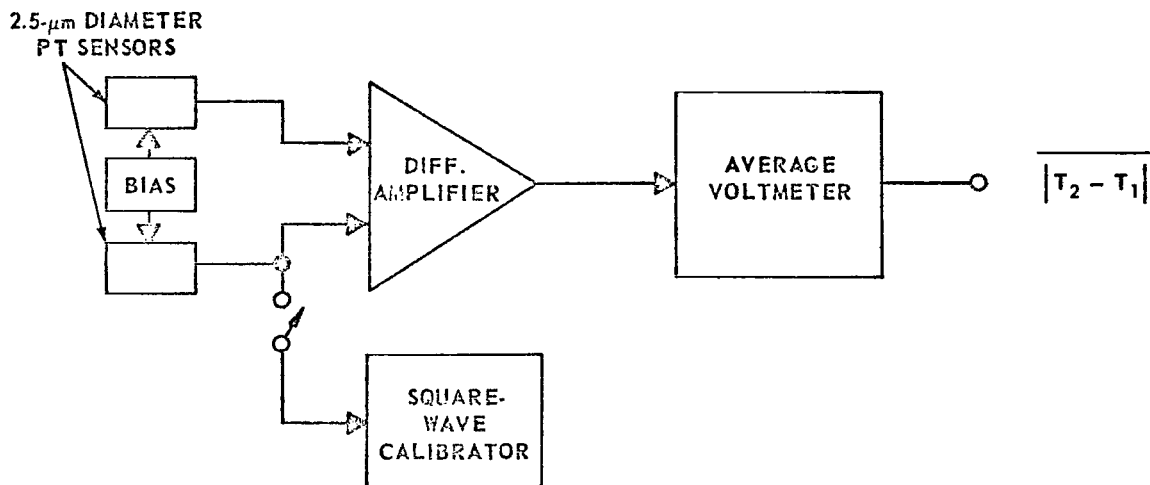 2.5-μm DIAMETER
PT SENSORS
BIAS
DIFF.
AMPLIFIER
AVERAGE
VOLTMETER
|T₂ − T₁|
SQUARE-
WAVE
CALIBRATOR